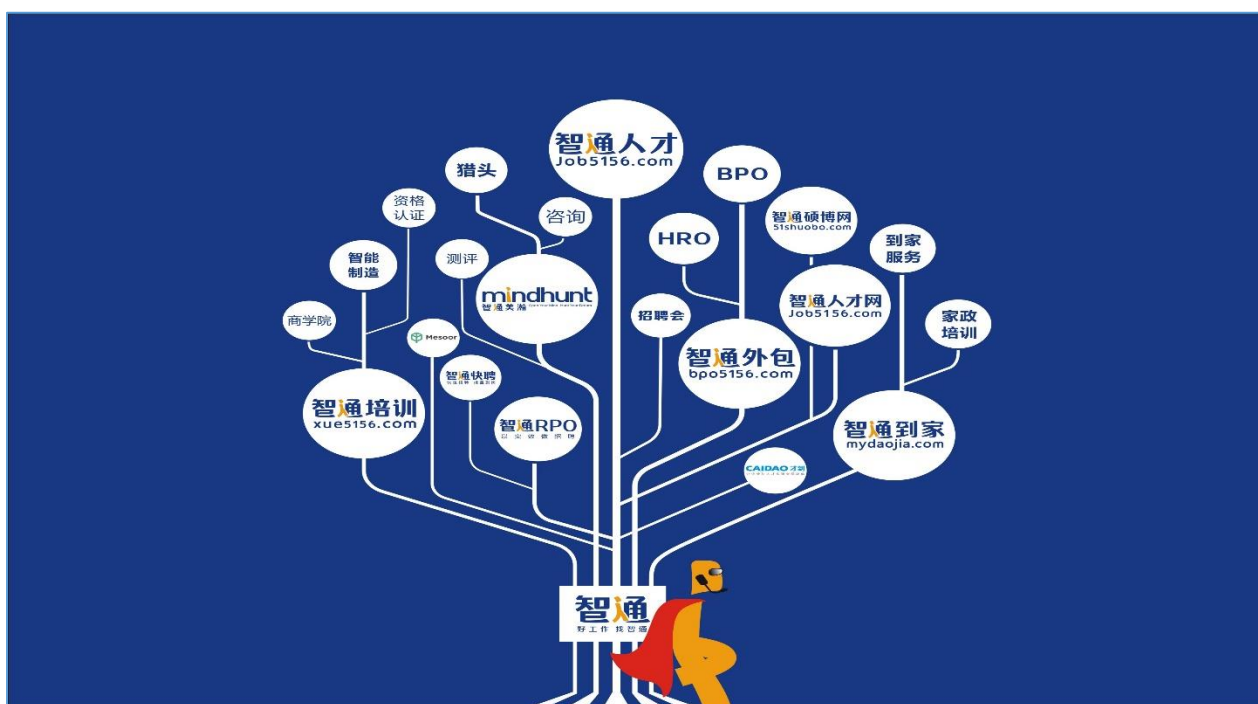 智通人才
Job5156.com
猎头
BPO
资格
认证
咨询
智通硕博网
51shuobo.com
HRO
到家
服务
智能
制造
测评
mindhunt
智通美瀚
智通人才网
Job5156.com
商学院
招聘会
家政
培训
Mesoor
智通外包
bpo5156.com
智通快聘
智通培训
xue5156.com
智通RPO
智通到家
mydaojia.com
CAIDAO
智通
好工作 找智通